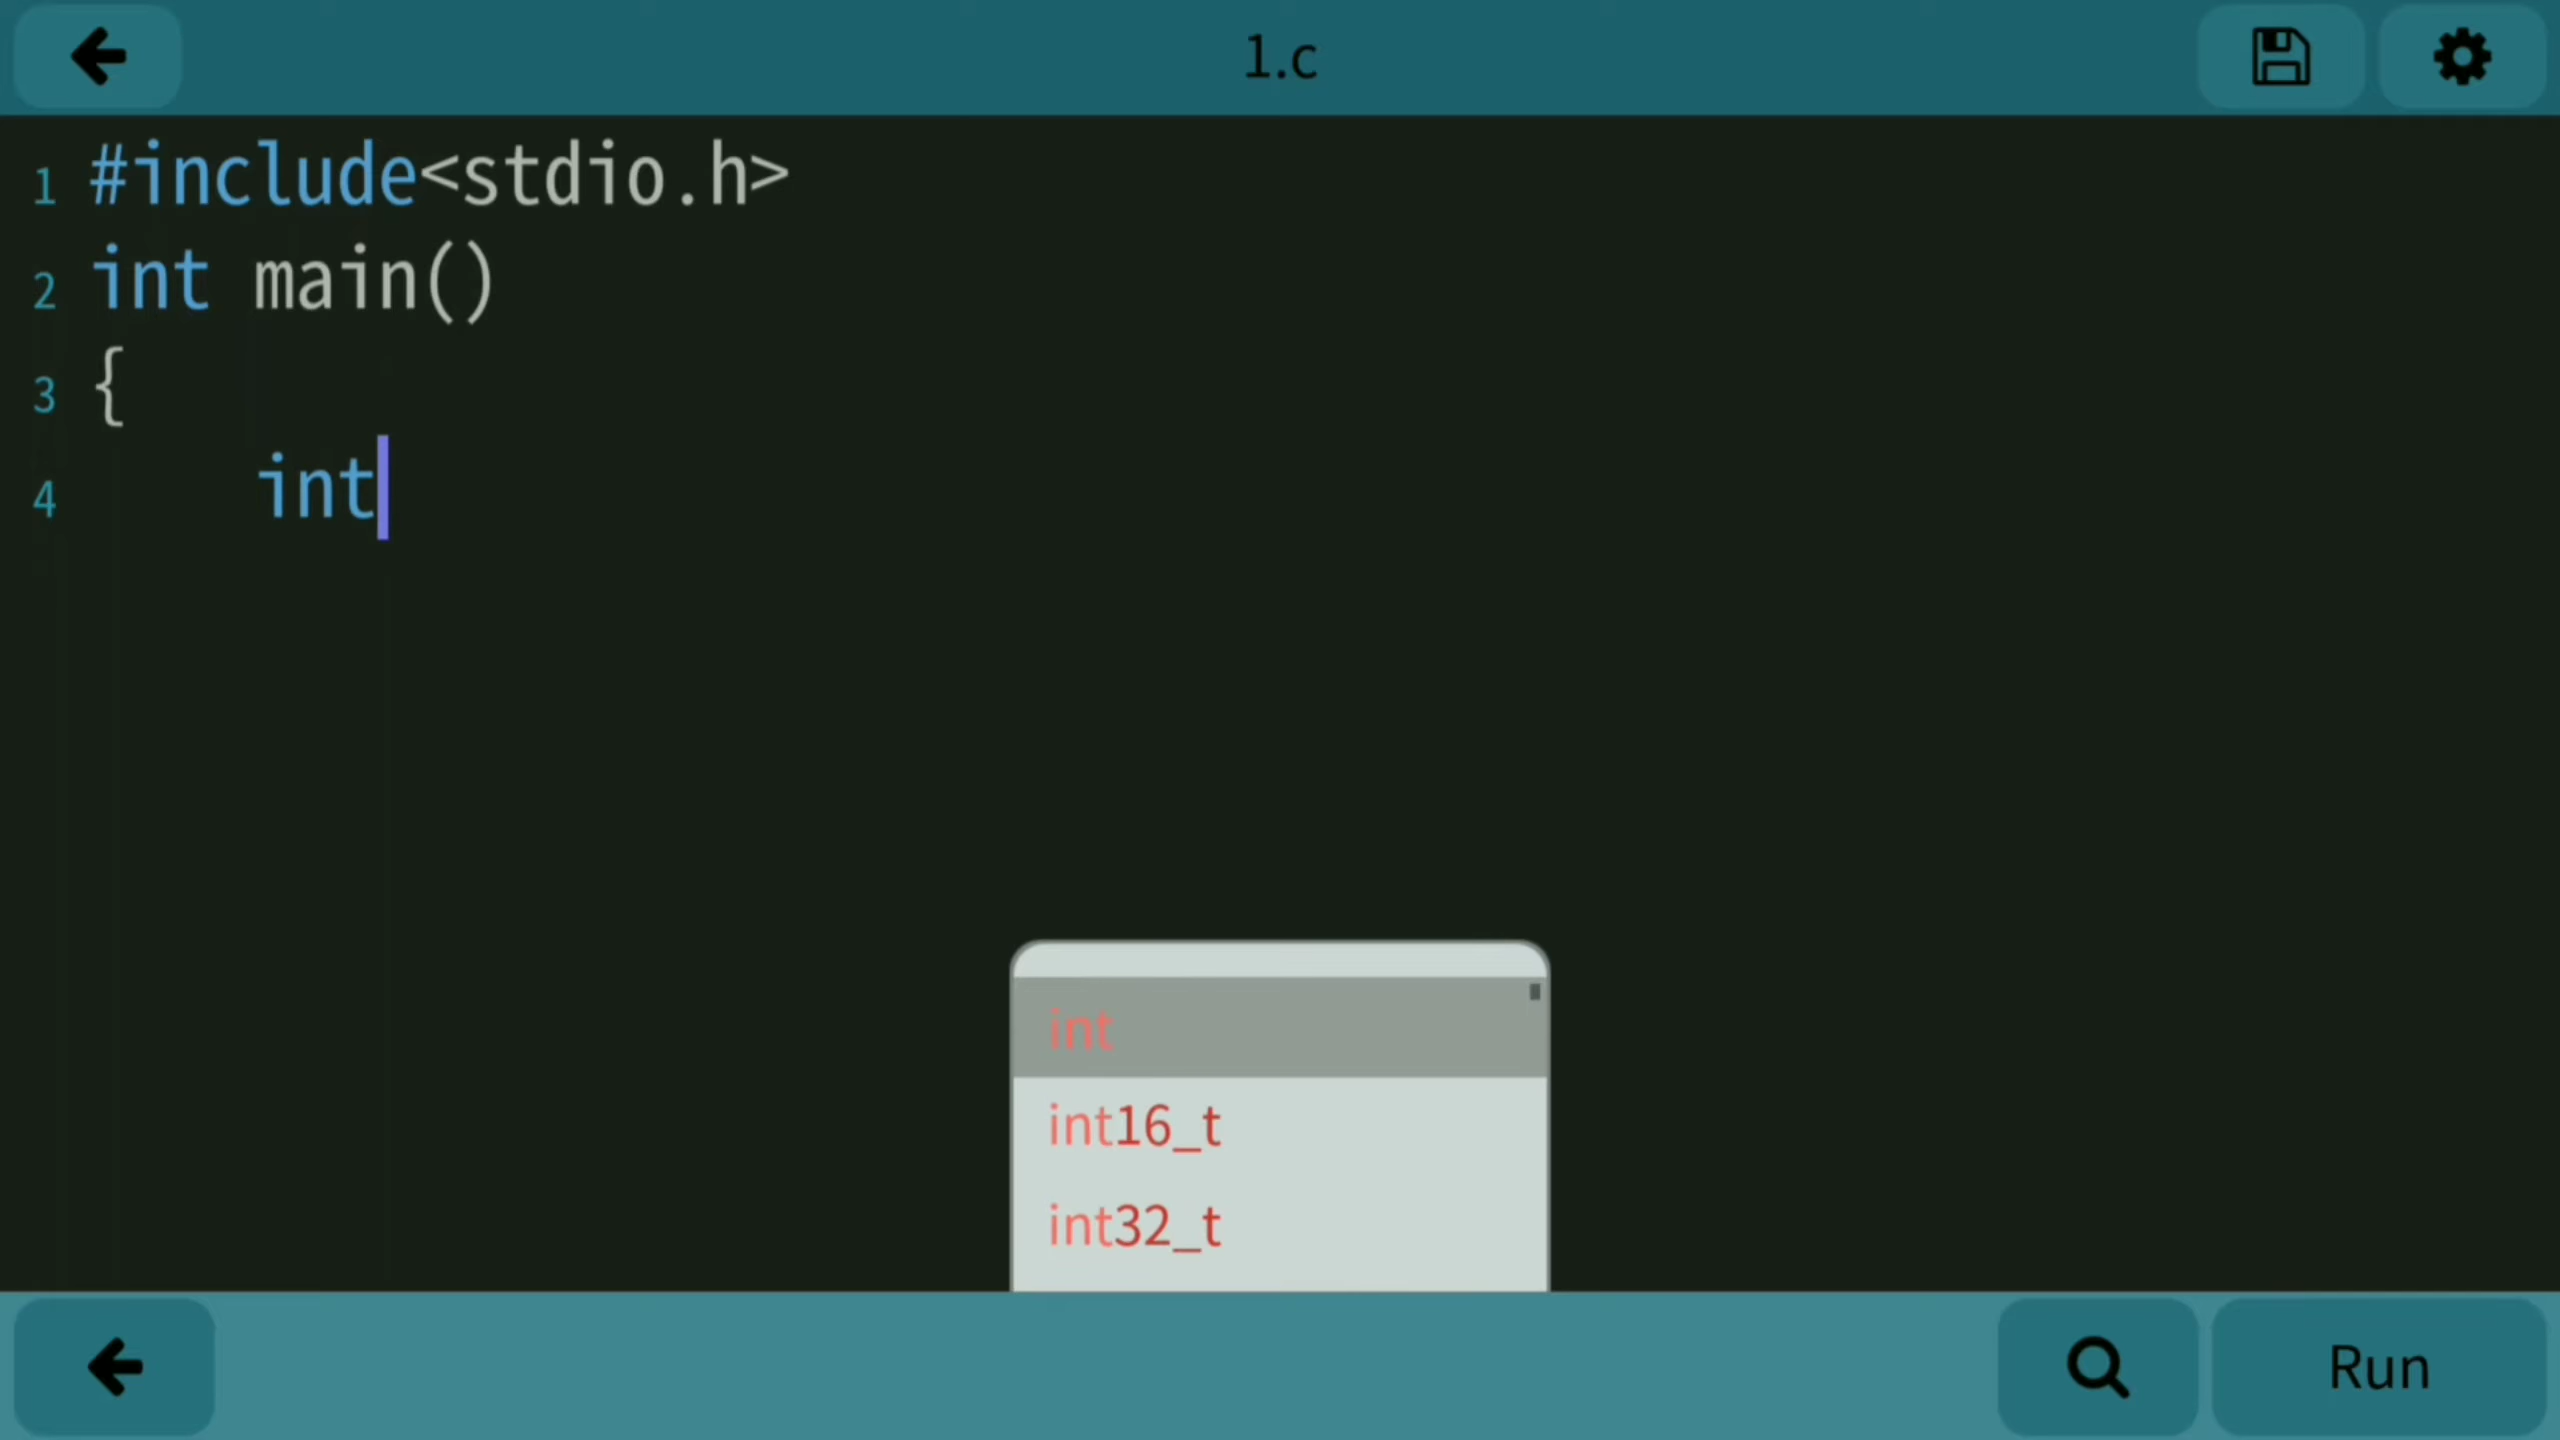 1.c
1 #include<stdio.h>
2 int main()
3 {
4     int
int
int16_t
int32_t
Run